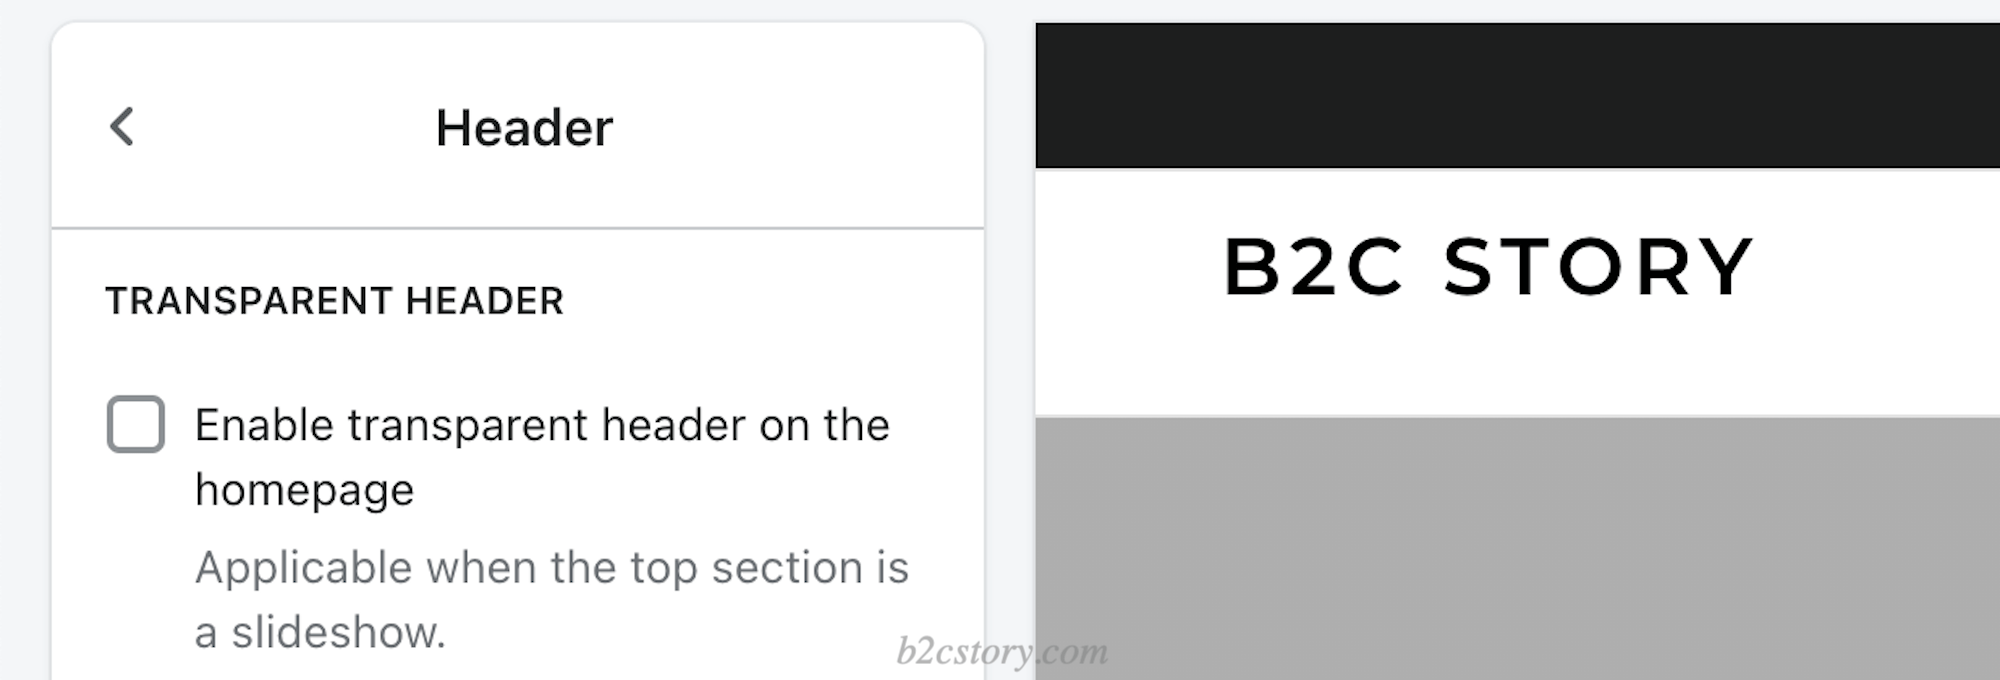 Header
TRANSPARENT HEADER
Enable transparent header on the
homepage
Applicable when the top section is
a slideshow.
B2C STORY
b2cstory.com